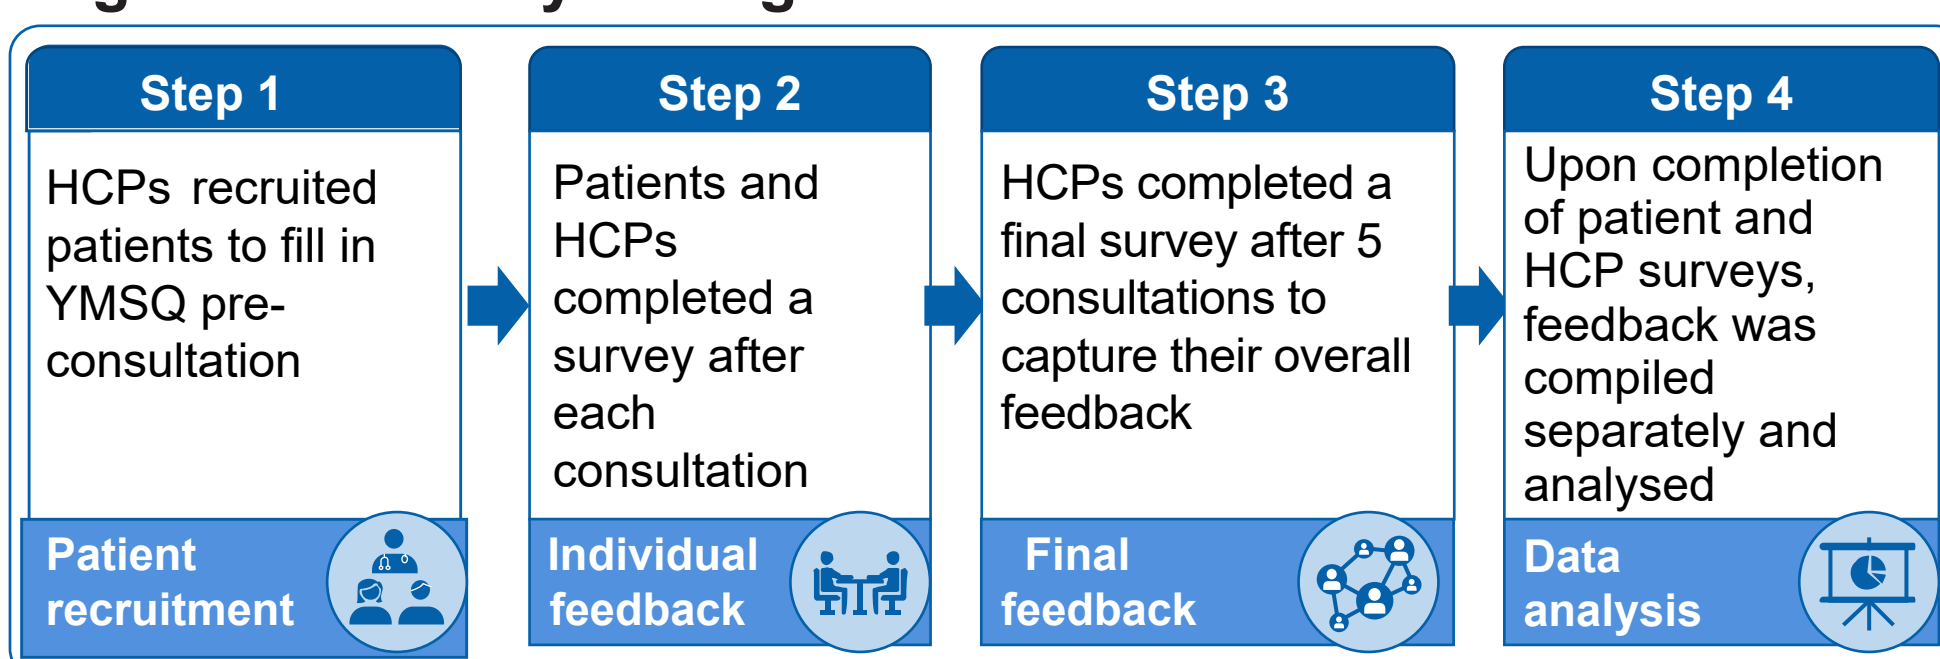 Step 1
HCPs recruited
patients to fill in
YMSQ pre-
consultation
Patient
recruitment
Step 2
Patients and
HCPs
completed a
survey after
each
consultation
Individual
feedback
Step 3
HCPs completed a
final survey after 5
consultations to
capture their overall
feedback
Final
feedback
Step 4
Upon completion
of patient and
HCP surveys,
feedback was
compiled
separately and
analysed
Data
analysis